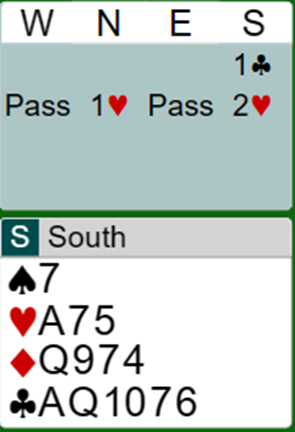 W N E S
1♣
Pass 1♥ Pass 2♥
S South
♠7
♥A75
♦Q974
♣AQ1076